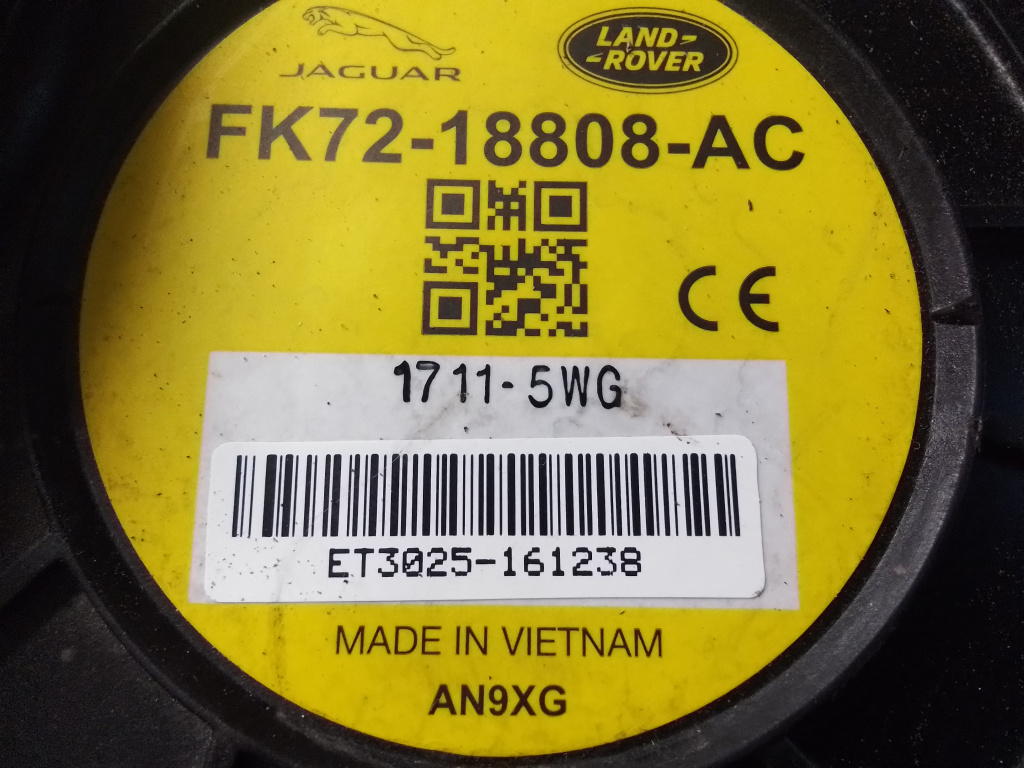 JAGUAR
LAND-
-ROVER
FK72-18808-AC
CE
1711-5WG
ET3025-161238
MADE IN VIETNAM
AN9XG